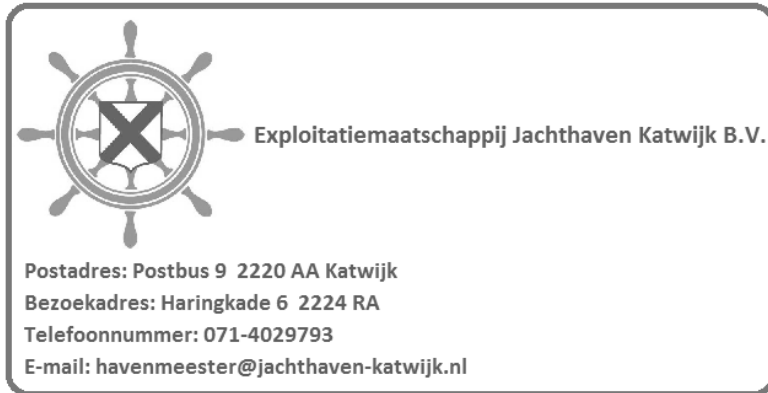 Exploitatiemaatschappij Jachthaven Katwijk B.V.
Postadres: Postbus 9 2220 AA Katwijk
Bezoekadres: Haringkade 6 2224 RA
Telefoonnummer: 071-4029793
E-mail: havenmeester@jachthaven-katwijk.nl